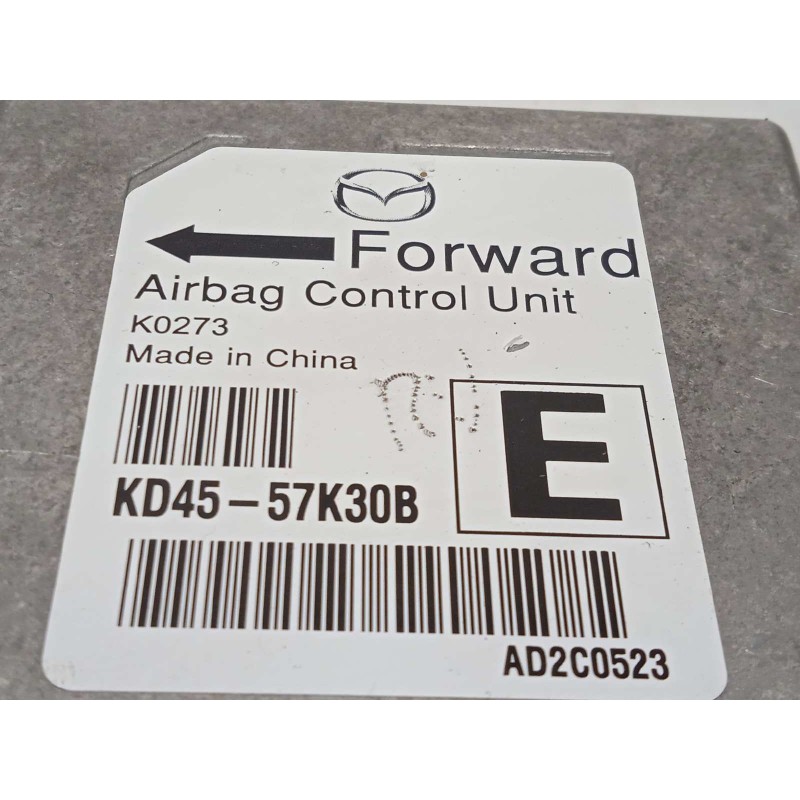 Forward
Airbag Control Unit
K0273
Made in China
E
KD45-57K30B
AD2C0523